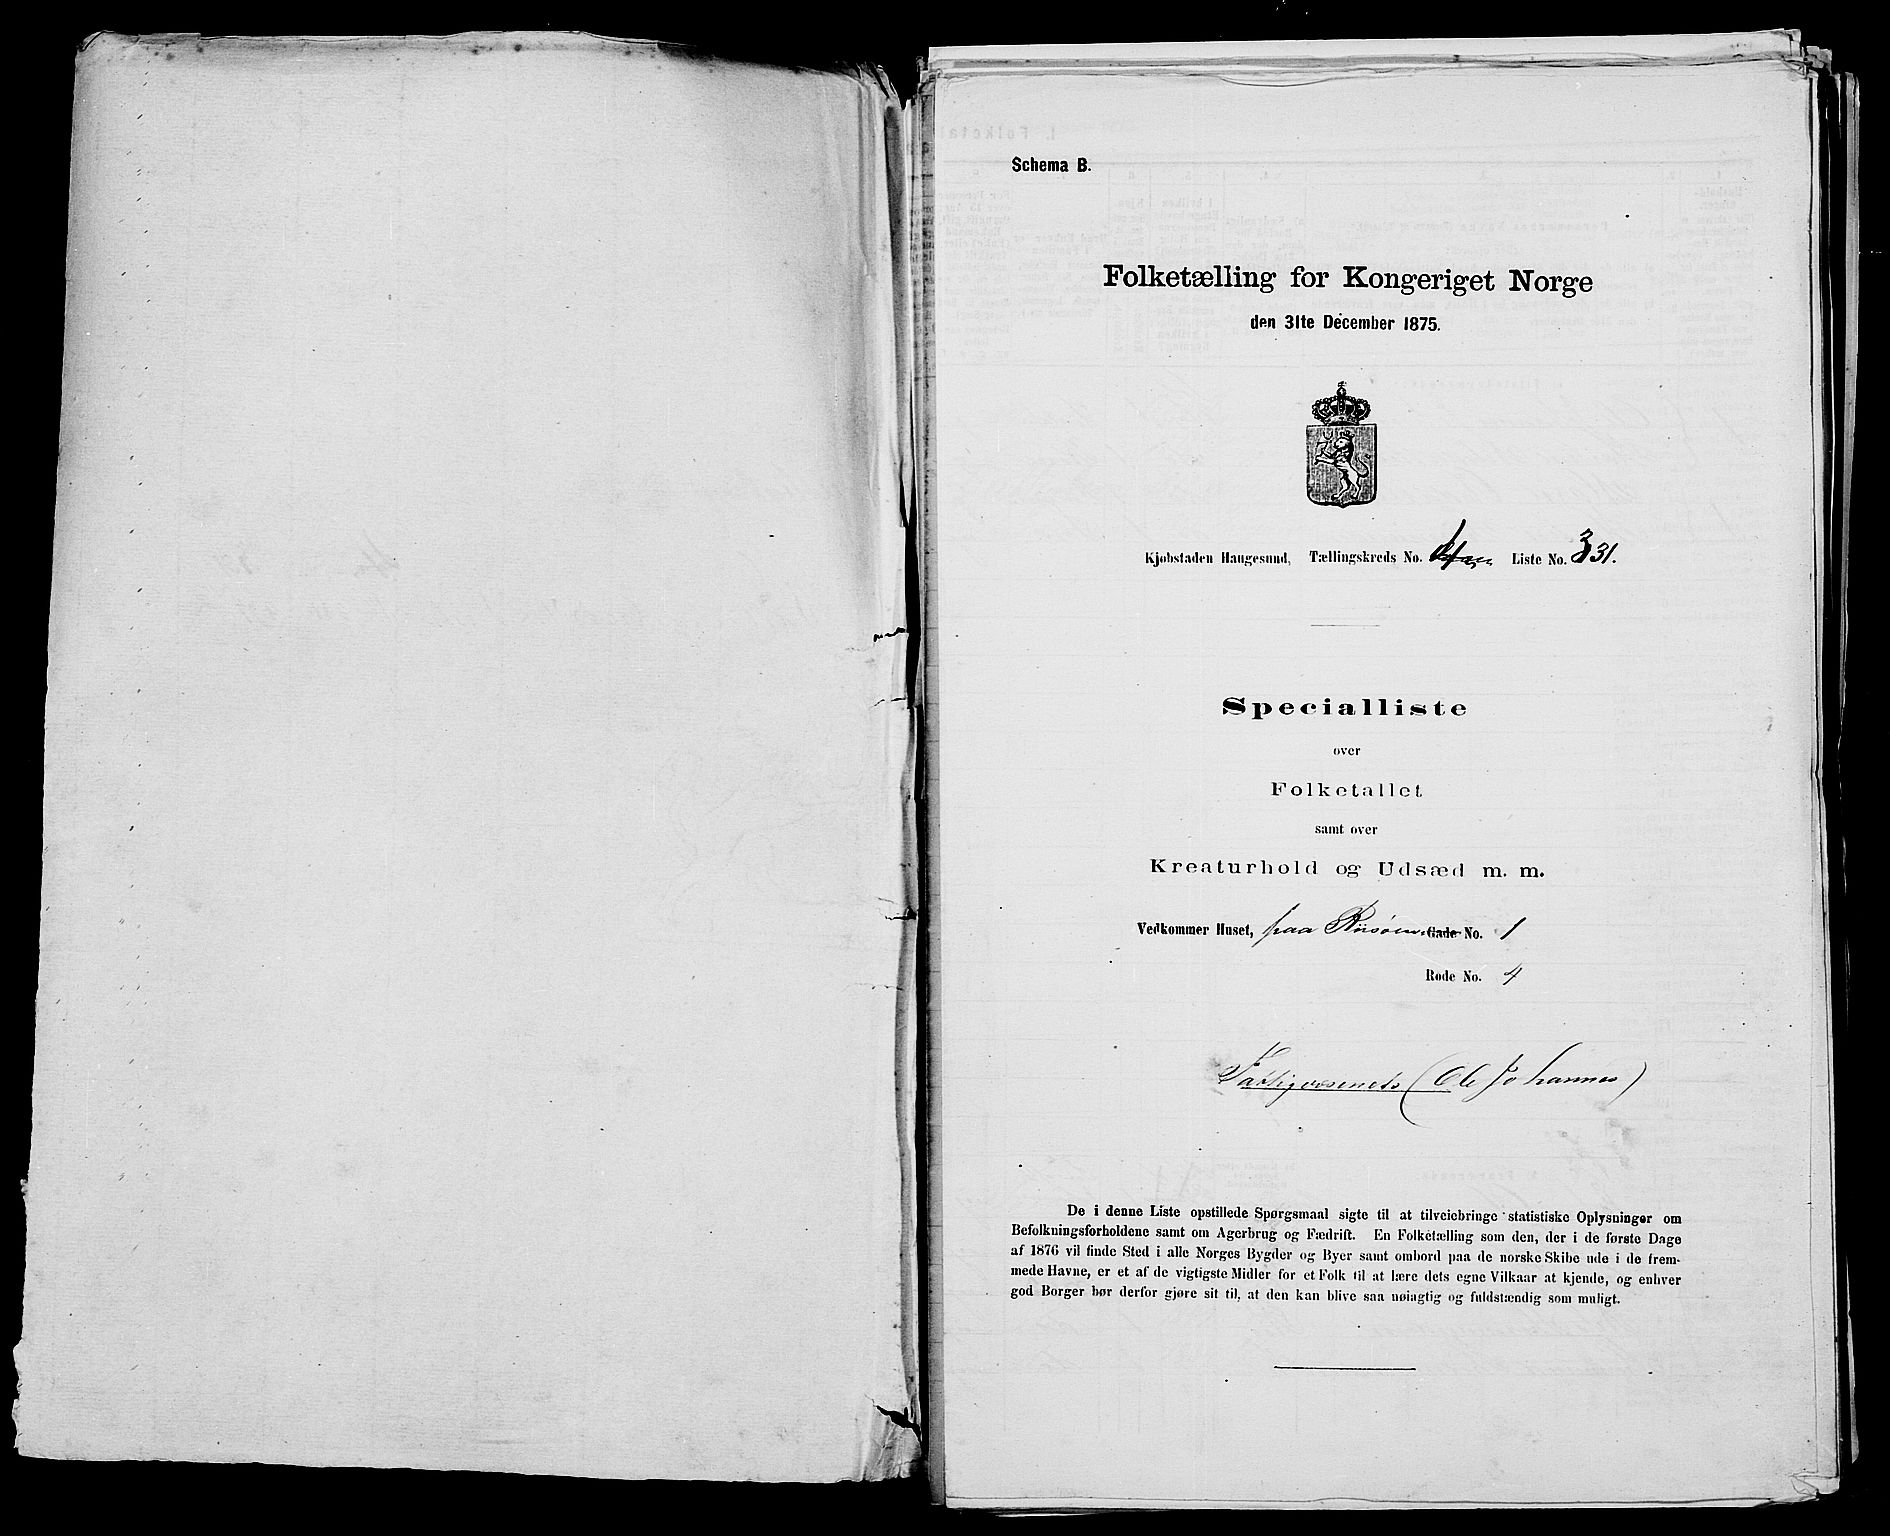 Schema B.
Folketælling for Kongeriget Norge
den 31te December 1875.
Kjøbstaden Haugesund, Tællingskreds No. Liste No. 331.
Specialliste
over
Folketallet
samt over
Kreaturhold og Udsæd m. m.
Vedkommer Huset, paa Risøen Gade No. 1
Rode No. 4
Fattigvæsenets (Ole Johannes)
De i denne Liste opstillede Spørgsmaal sigte til at tilveiebringe statistiske Oplysninger om
Befolkningsforholdene samt om Agerbrug og Fædrift. En Folketælling som den, der i de første Dage
af 1876 vil finde Sted i alle Norges Bygder og Byer samt ombord paa de norske Skibe ude i de frem-
mede Havne, er et af de vigtigste Midler for et Folk til at lære dets egne Vilkaar at kjende, og enhver
god Borger bør derfor gjøre sit til, at den kan blive saa nøiagtig og fuldstændig som muligt.